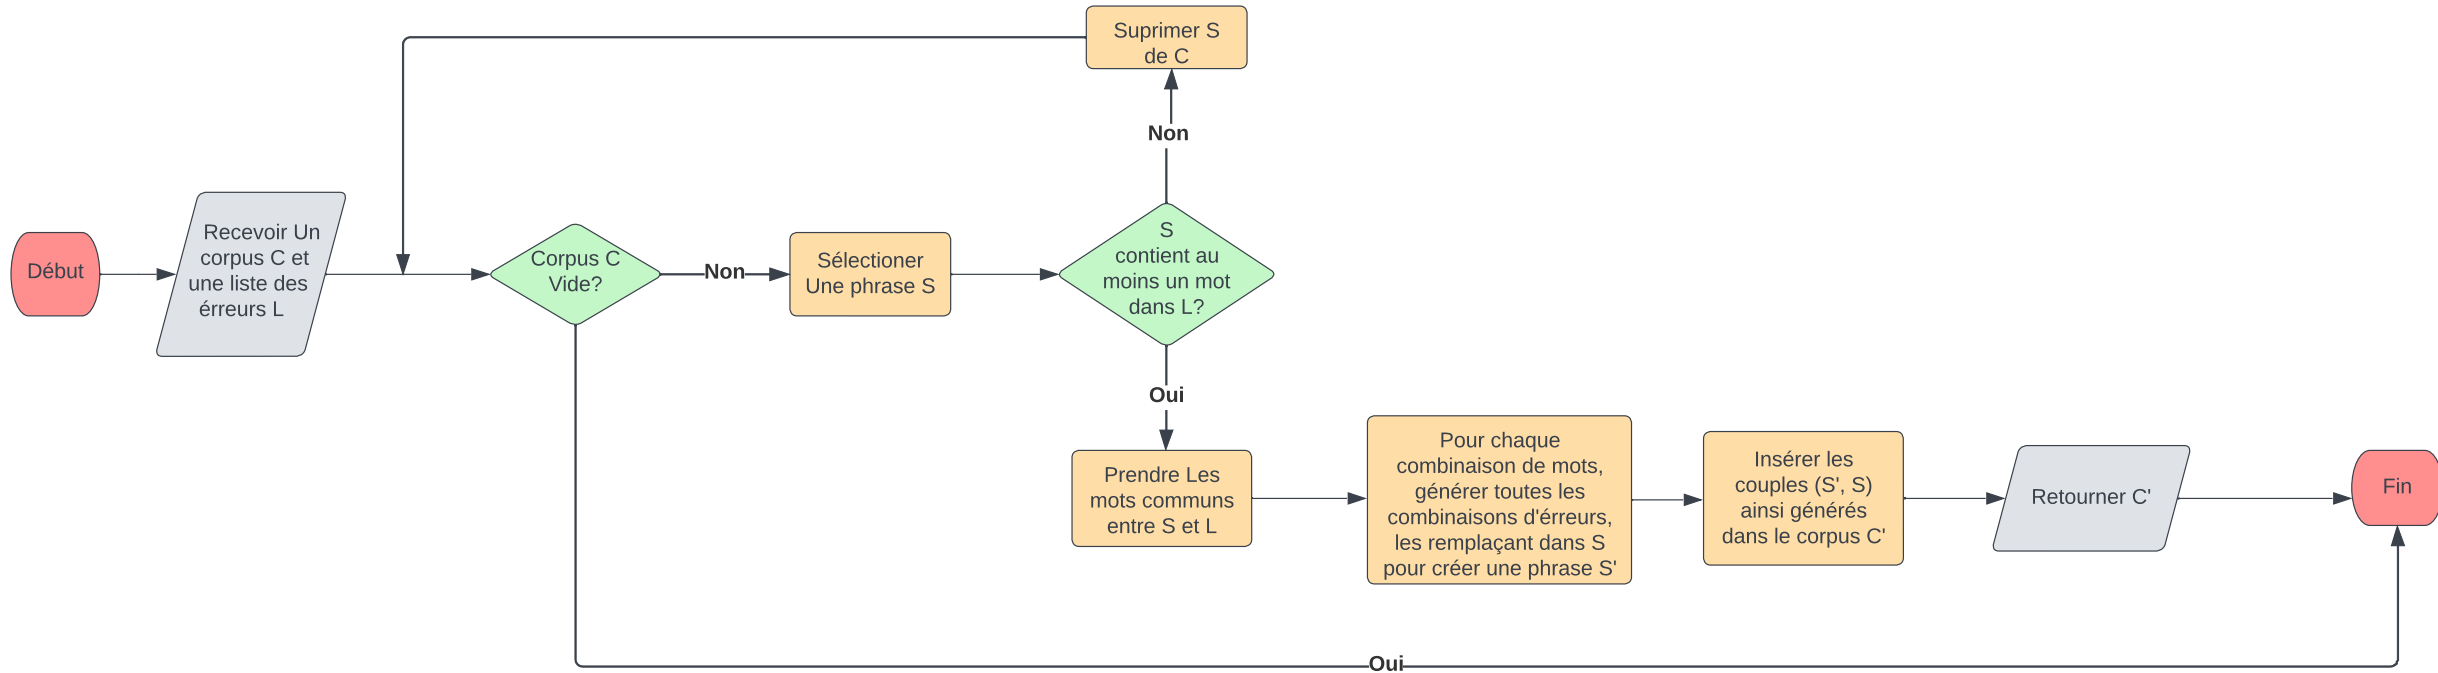 Début
Recevoir Un
corpus C et
une liste des
érreurs L
Corpus C
Vide?
Non
Sélectioner
Une phrase S
S
contient au
moins un mot
dans L?
Non
Suprimer S
de C
Oui
Prendre Les
mots communs
entre S et L
Pour chaque
combinaison de mots,
générer toutes les
combinaisons d'érreurs,
les remplaçant dans S
pour créer une phrase S'
Insérer les
couples (S', S)
ainsi générés
dans le corpus C'
Retourner C'
Fin
Oui